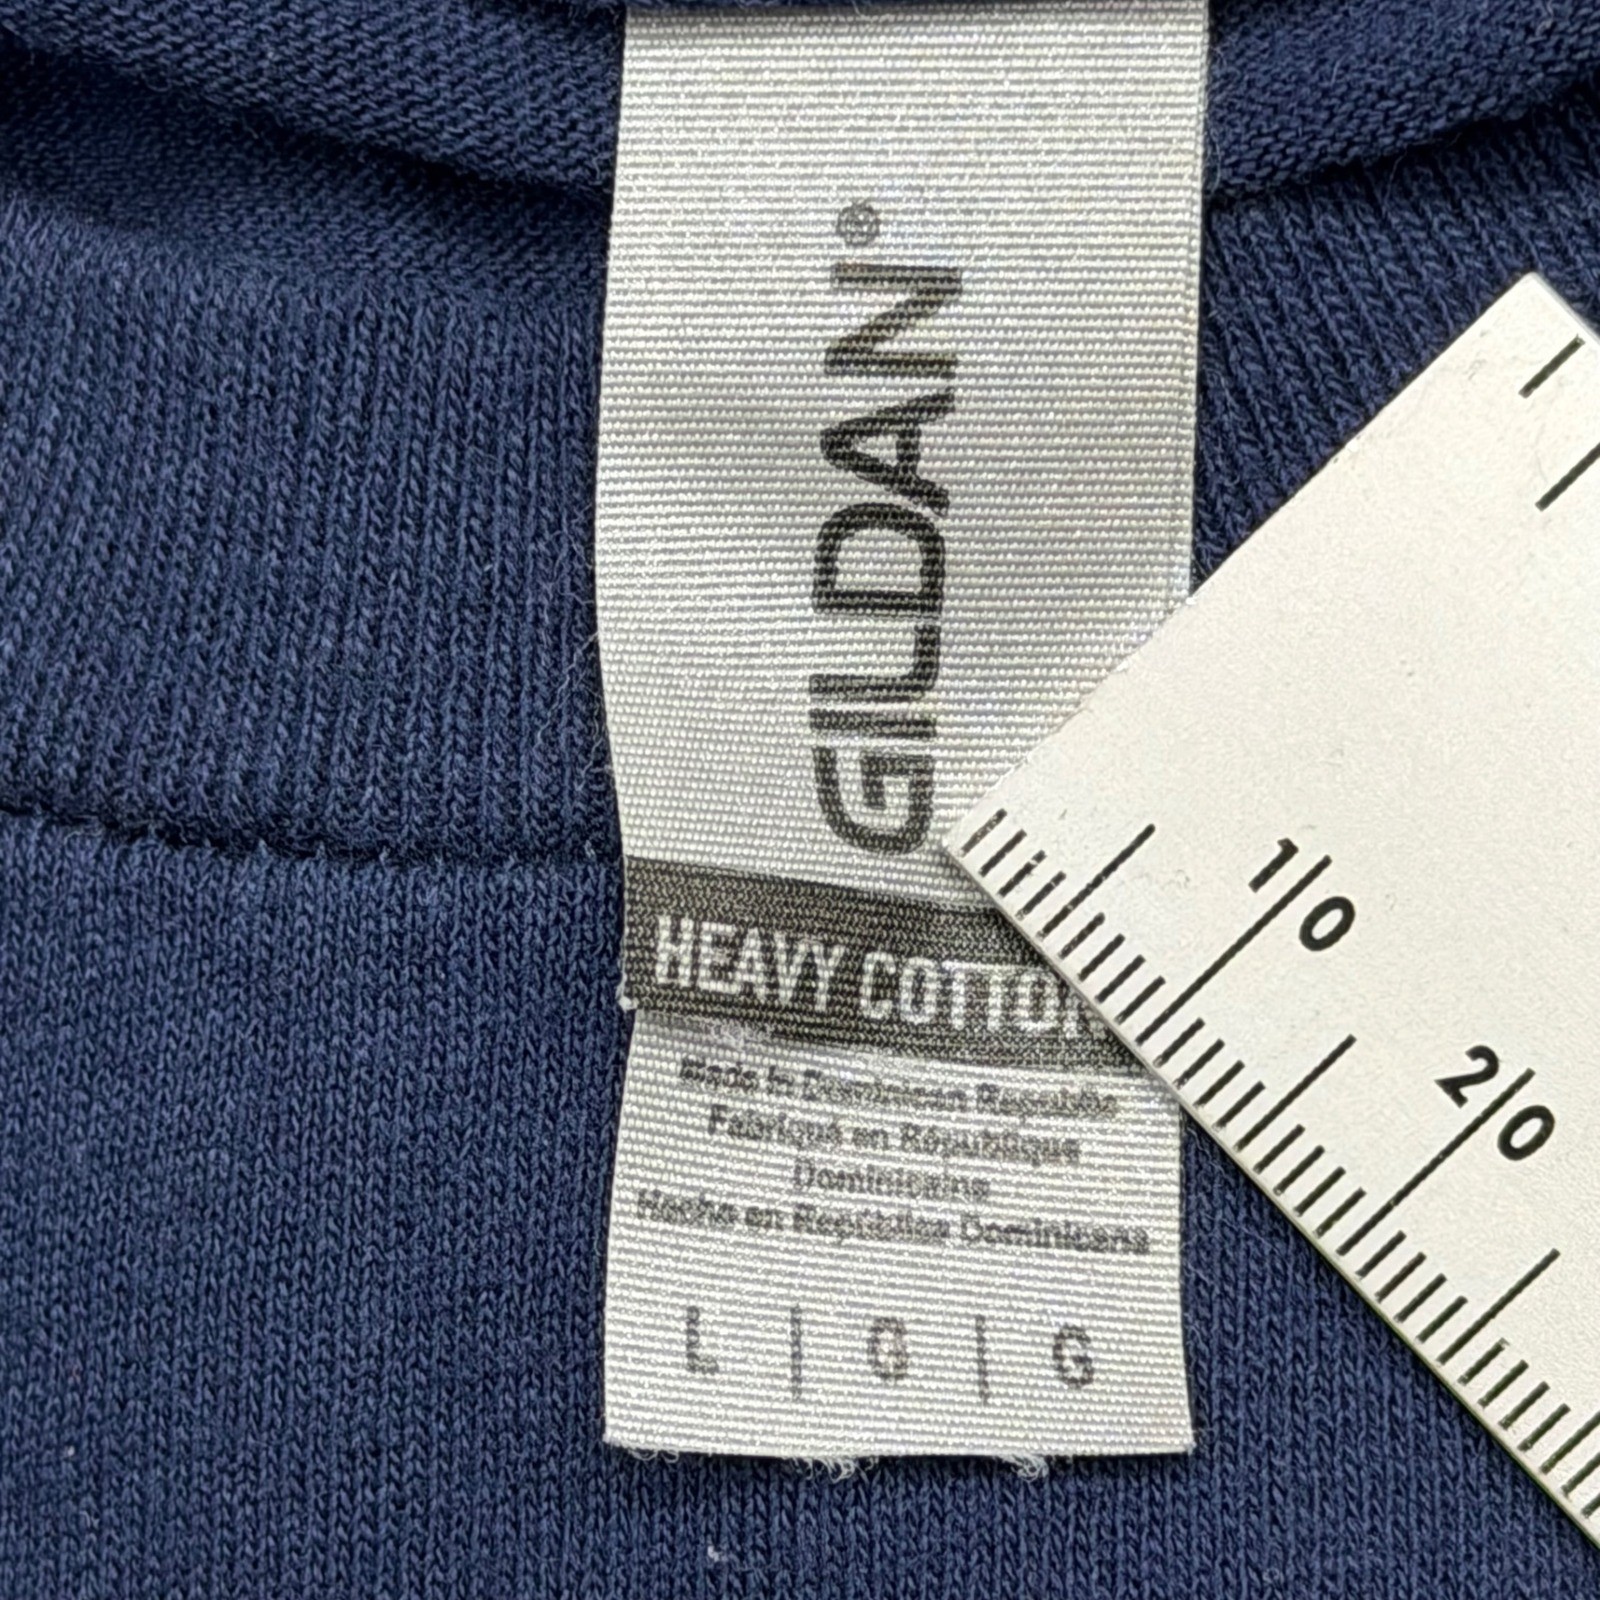 GILDAN®
HEAVY COTTON
Made in Dominican Republic
Fabriqué en République
Dominicaine
Hecho en República Dominicana
L | G | G
10
20